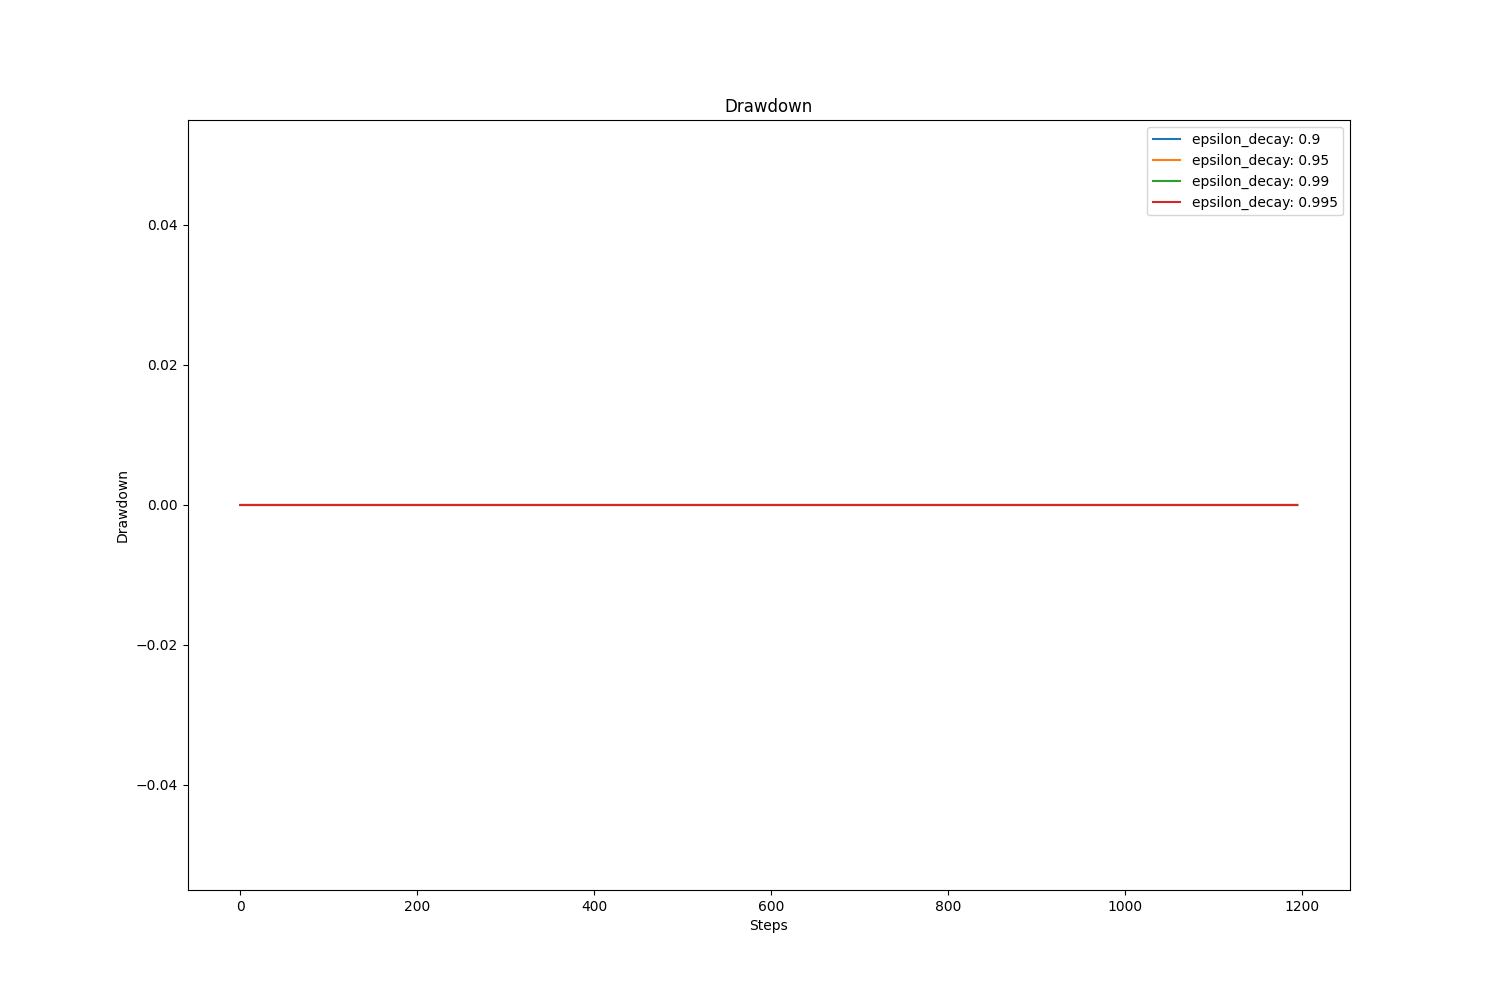 Drawdown
epsilon_decay: 0.9
epsilon_decay: 0.95
epsilon_decay: 0.99
epsilon_decay: 0.995
0.04
0.02
0.00
−0.02
−0.04
Drawdown
0 200 400 600 800 1000 1200
Steps